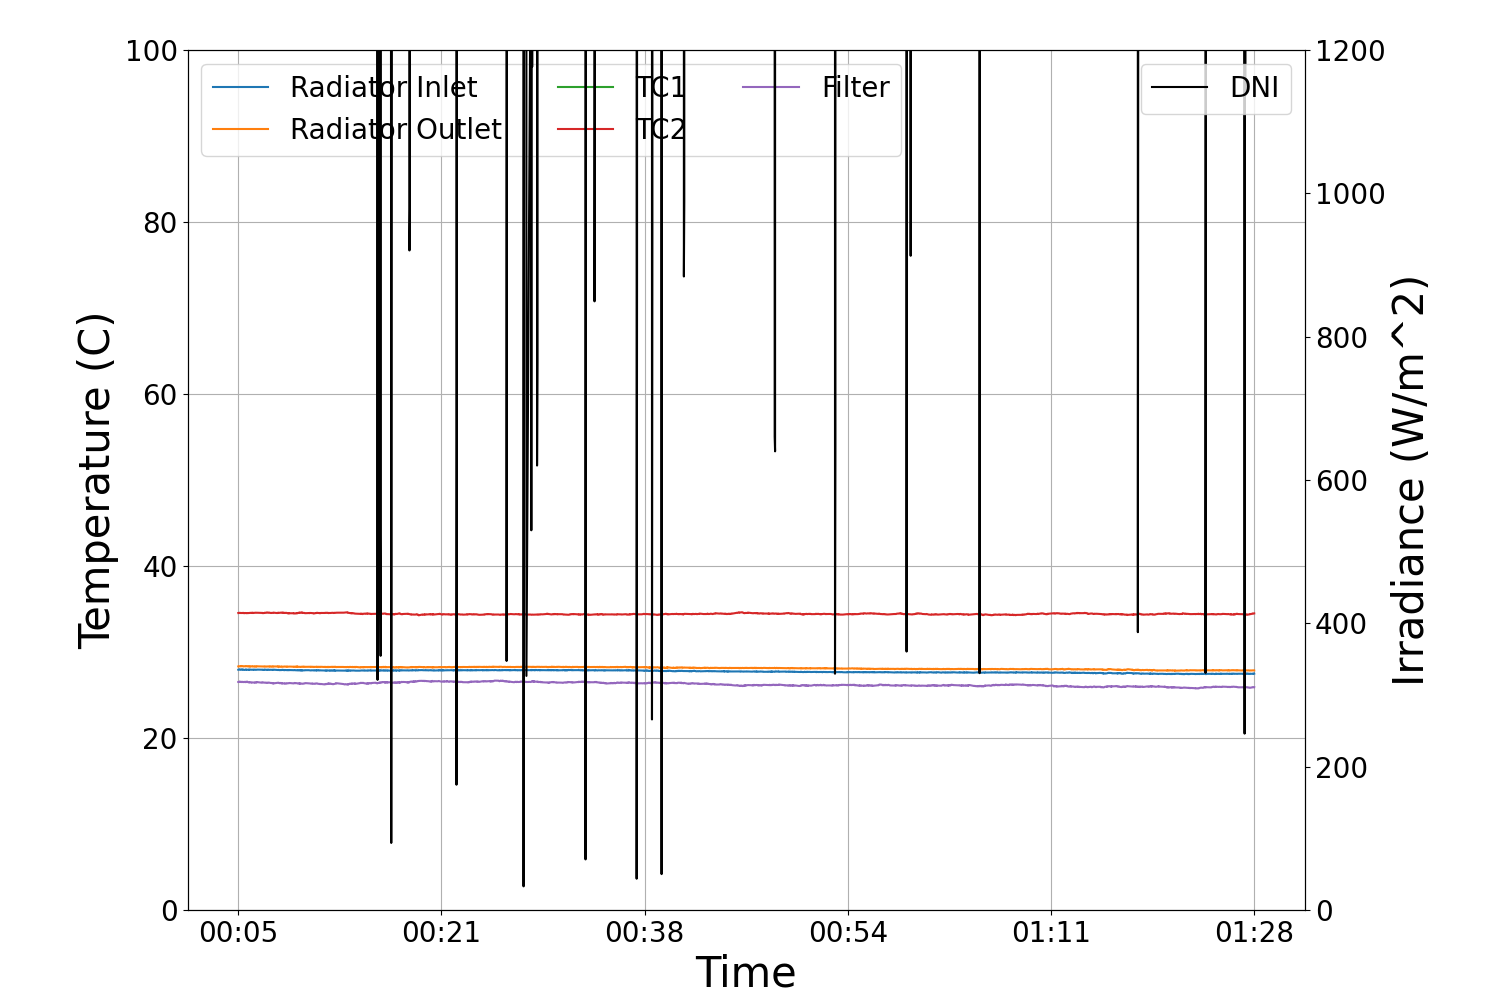 Radiator Inlet
Radiator Outlet
TC1
TC2
Filter
DNI
Temperature (C)
100
80
60
40
20
0
1200
1000
800
600
400
200
0
Irradiance (W/m^2)
00:05 00:21 00:38 00:54 01:11 01:28
Time